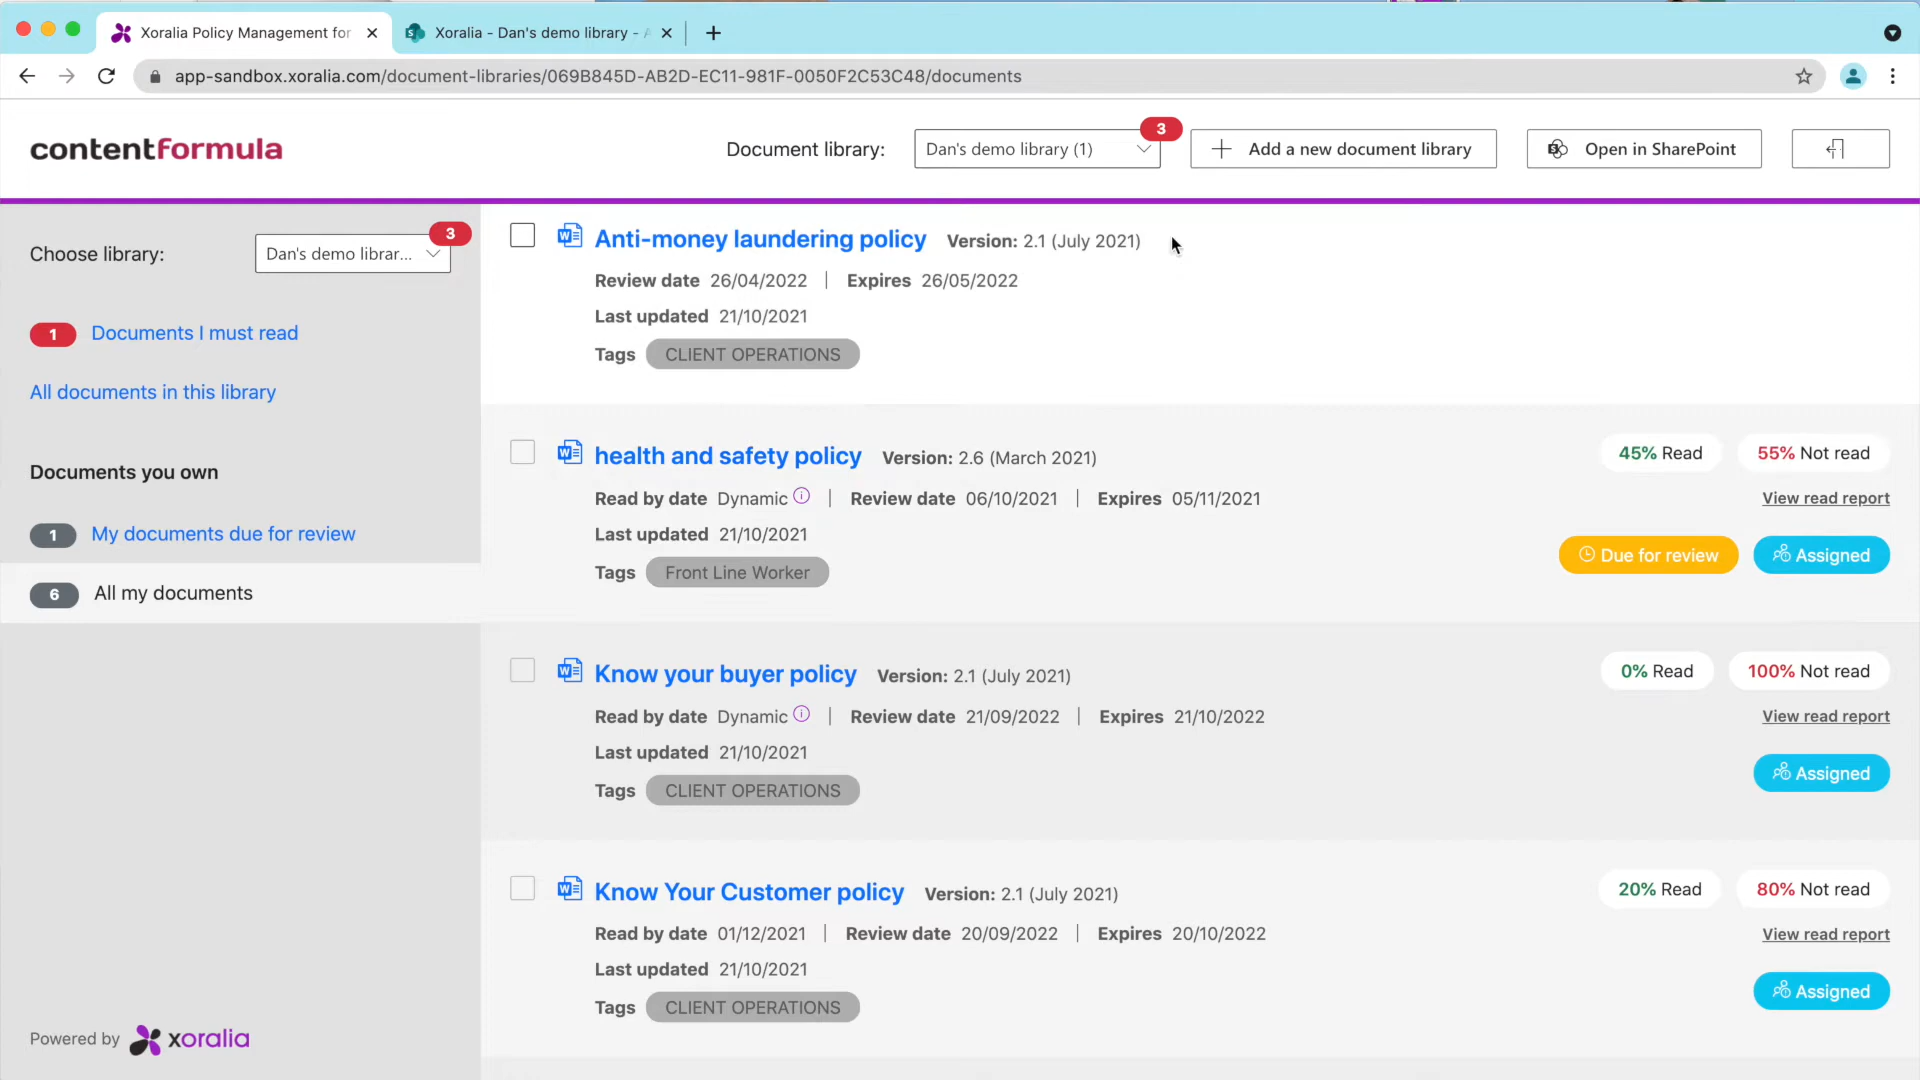 Xoralia Policy Management for
Xoralia - Dan's demo library -
app-sandbox.xoralia.com/document-libraries/069B845D-AB2D-EC11-981F-0050F2C53C48/documents
contentformula
Document library:
Dan's demo library (1)
3
Add a new document library
Open in SharePoint
Choose library:
Dan's demo librar...
3
1 Documents I must read
All documents in this library
Documents you own
1 My documents due for review
6 All my documents
Powered by xoralia
Anti-money laundering policy Version: 2.1 (July 2021)
Review date 26/04/2022 | Expires 26/05/2022
Last updated 21/10/2021
Tags CLIENT OPERATIONS
health and safety policy Version: 2.6 (March 2021)
45% Read 55% Not read
Read by date Dynamic | Review date 06/10/2021 | Expires 05/11/2021
View read report
Last updated 21/10/2021
Due for review Assigned
Tags Front Line Worker
Know your buyer policy Version: 2.1 (July 2021)
0% Read 100% Not read
Read by date Dynamic | Review date 21/09/2022 | Expires 21/10/2022
View read report
Last updated 21/10/2021
Assigned
Tags CLIENT OPERATIONS
Know Your Customer policy Version: 2.1 (July 2021)
20% Read 80% Not read
Read by date 01/12/2021 | Review date 20/09/2022 | Expires 20/10/2022
View read report
Last updated 21/10/2021
Assigned
Tags CLIENT OPERATIONS